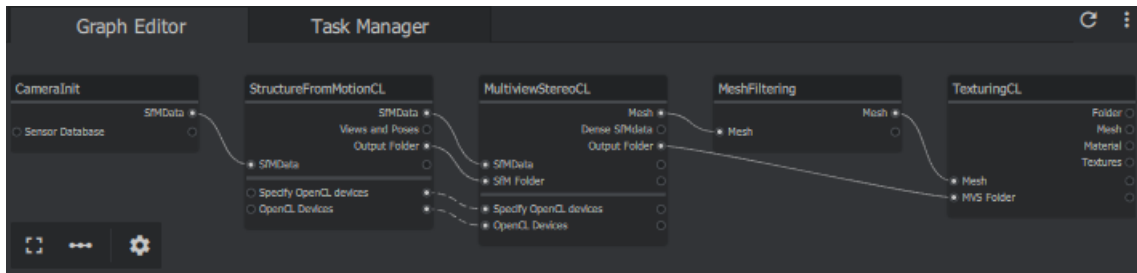 Graph Editor
Task Manager
CameraInit
SfMData
Sensor Database
StructureFromMotionCL
SfMData
Views and Poses
Output Folder
SfMData
Specify OpenCL devices
OpenCL Devices
MultiviewStereoCL
Mesh
Dense SfMdata
Output Folder
SfMData
SfM Folder
Specify OpenCL devices
OpenCL Devices
MeshFiltering
Mesh
Mesh
TexturingCL
Folder
Mesh
Material
Textures
Mesh
MVS Folder